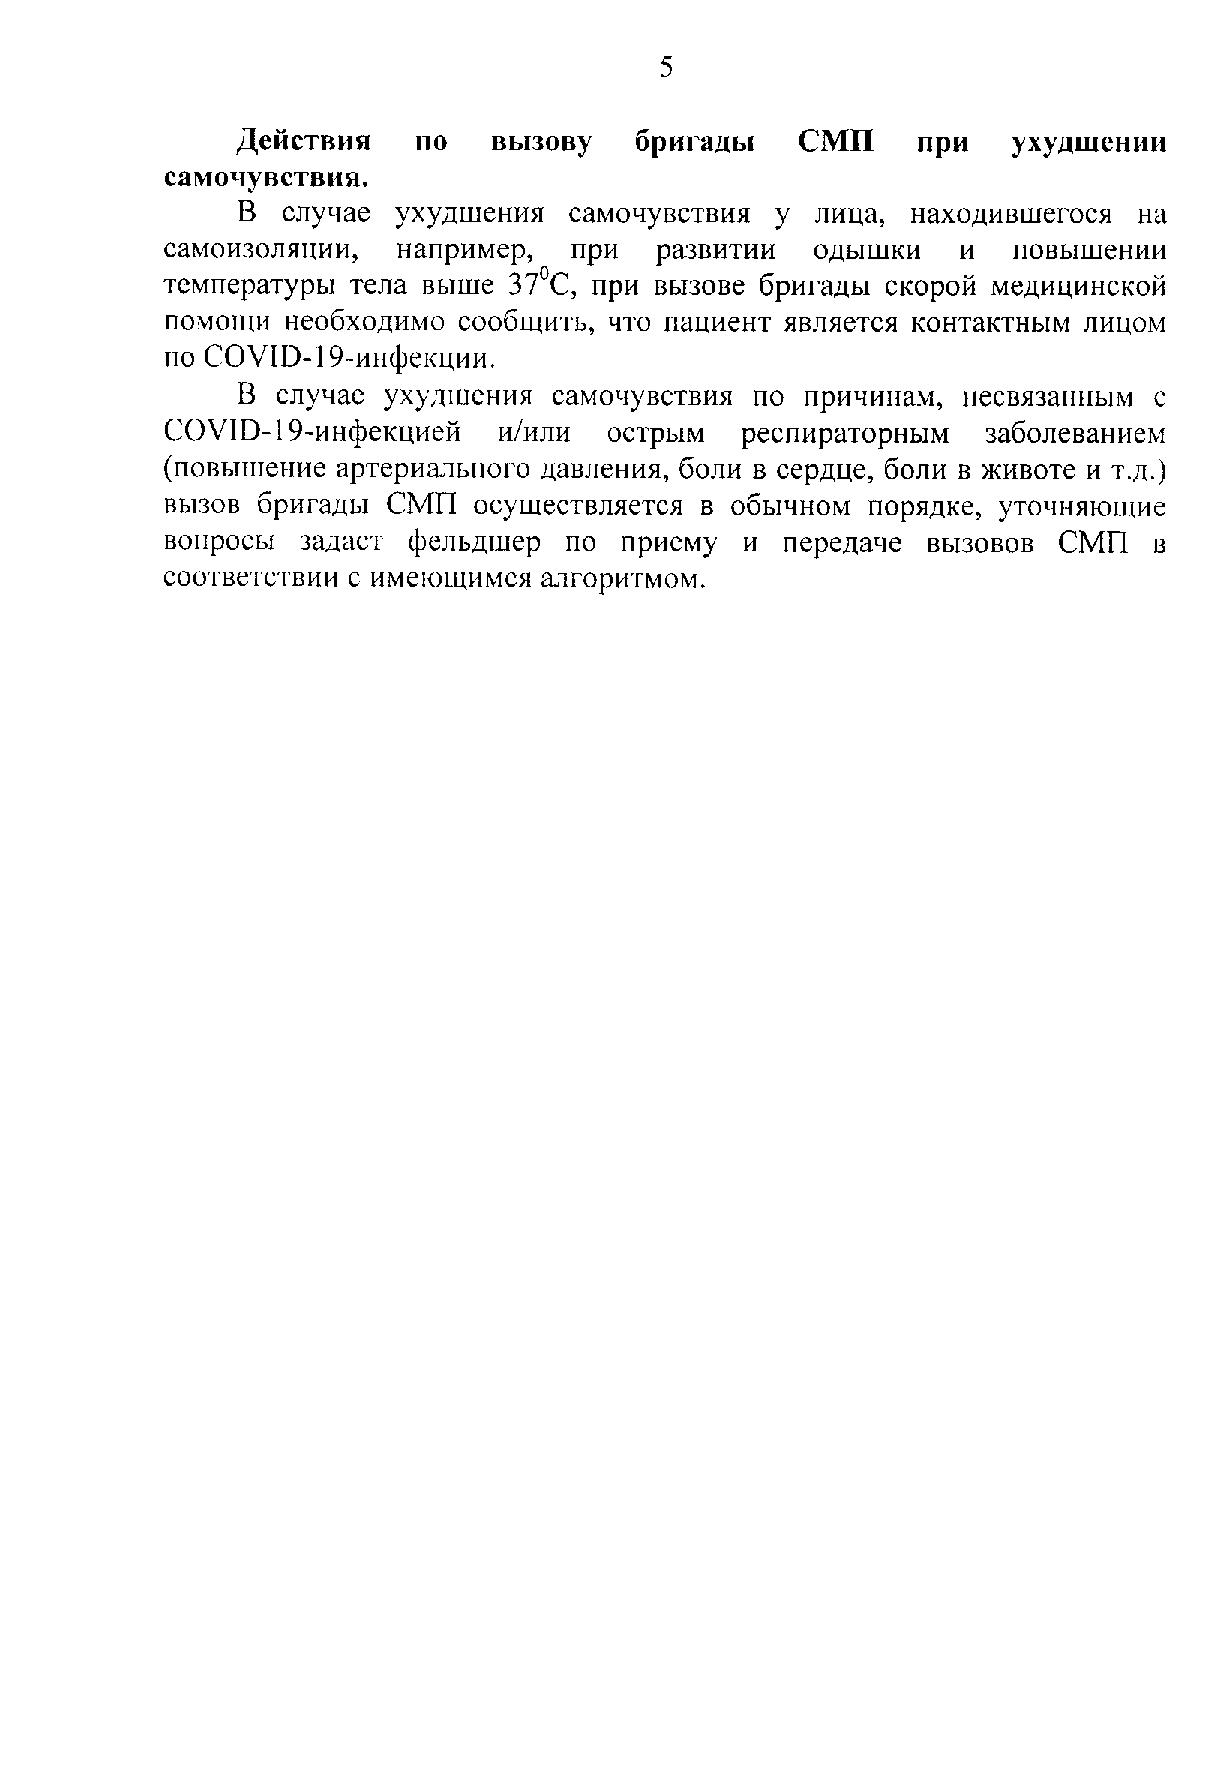 5
Действия по вызову бригады СМП при ухудшении
самочувствия.
В случае ухудшения самочувствия у лица, находившегося на
самоизоляции, например, при развитии одышки и повышении
температуры тела выше 37⁰С, при вызове бригады скорой медицинской
помощи необходимо сообщить, что пациент является контактным лицом
по COVID-19-инфекции.
В случае ухудшения самочувствия по причинам, несвязанным с
COVID-19-инфекцией и/или острым респираторным заболеванием
(повышение артериального давления, боли в сердце, боли в животе и т.д.)
вызов бригады СМП осуществляется в обычном порядке, уточняющие
вопросы задаст фельдшер по приему и передаче вызовов СМП в
соответствии с имеющимся алгоритмом.